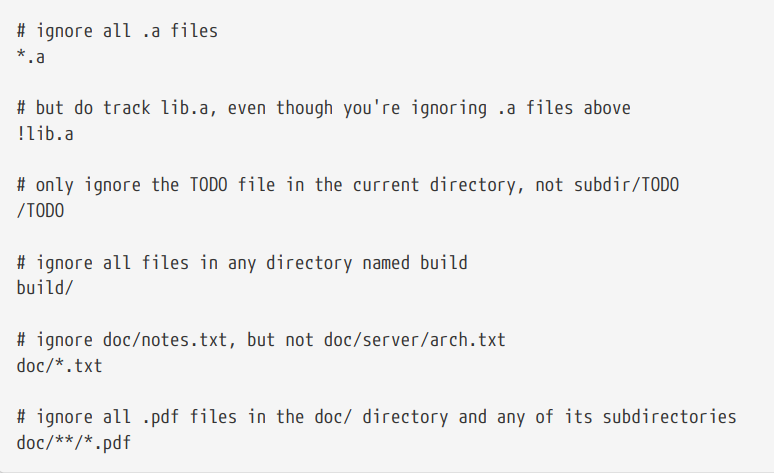 # ignore all .a files
*.a
# but do track lib.a, even though you're ignoring .a files above
!lib.a
# only ignore the TODO file in the current directory, not subdir/TODO
/TODO
# ignore all files in any directory named build
build/
# ignore doc/notes.txt, but not doc/server/arch.txt
doc/*.txt
# ignore all .pdf files in the doc/ directory and any of its subdirectories
doc/**/*.pdf